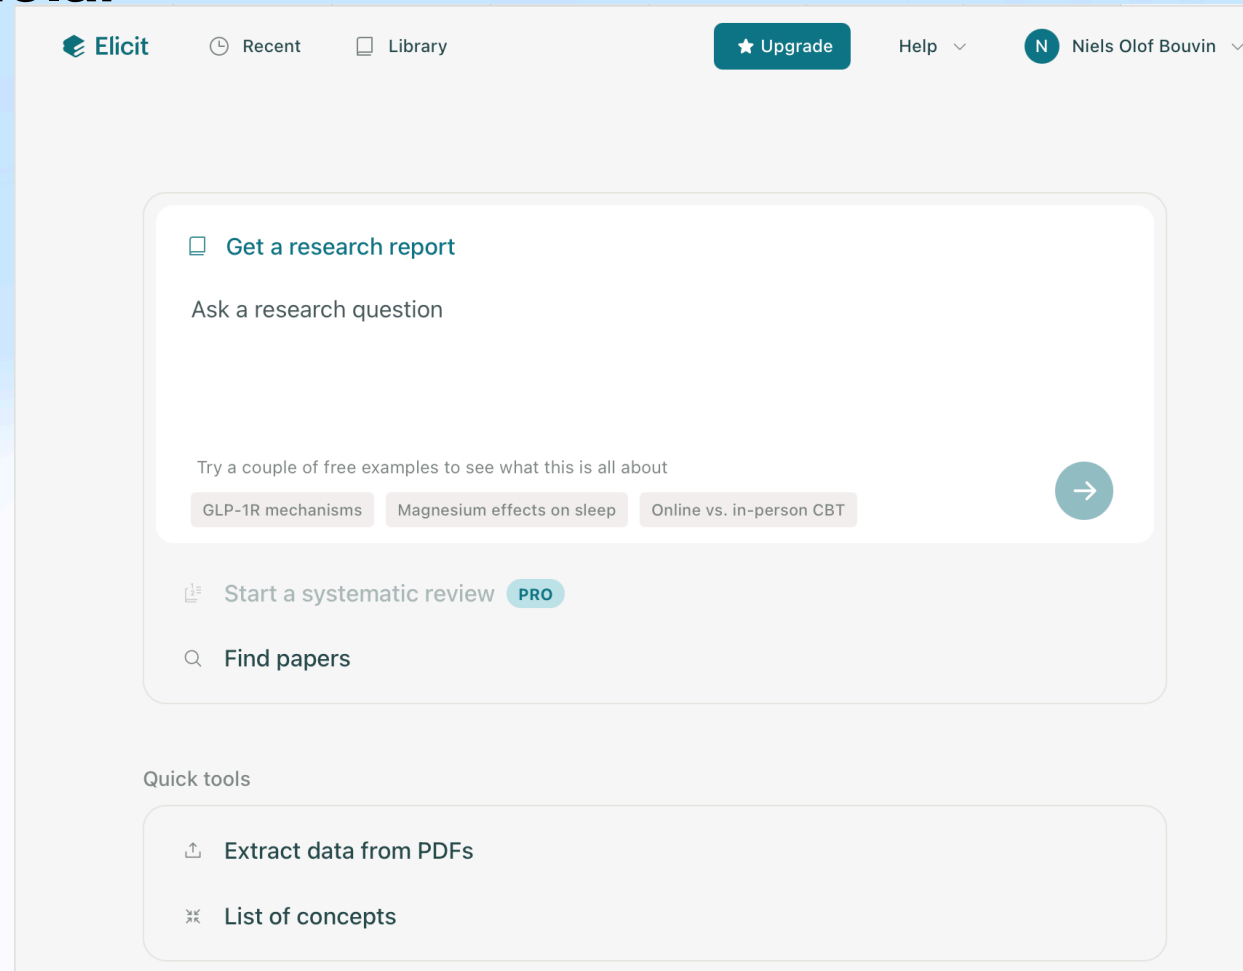 Elicit Recent Library Upgrade Help N Niels Olof Bouvin
Get a research report
Ask a research question
Try a couple of free examples to see what this is all about
GLP-1R mechanisms Magnesium effects on sleep Online vs. in-person CBT
Start a systematic review PRO
Find papers
Quick tools
Extract data from PDFs
List of concepts